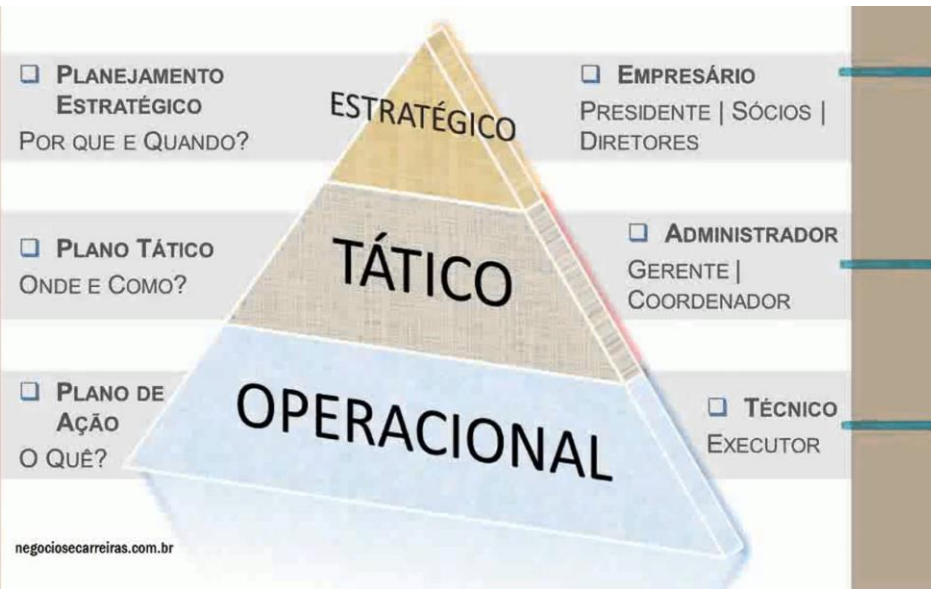 PLANEJAMENTO
ESTRATÉGICO
POR QUE E QUANDO?
ESTRATÉGICO
EMPRESÁRIO
PRESIDENTE | SÓCIOS |
DIRETORES
PLANO TÁTICO
ONDE E COMO?
TÁTICO
ADMINISTRADOR
GERENTE |
COORDENADOR
PLANO DE
AÇÃO
O QUÊ?
OPERACIONAL
TÉCNICO
EXECUTOR
negociosecarreiras.com.br